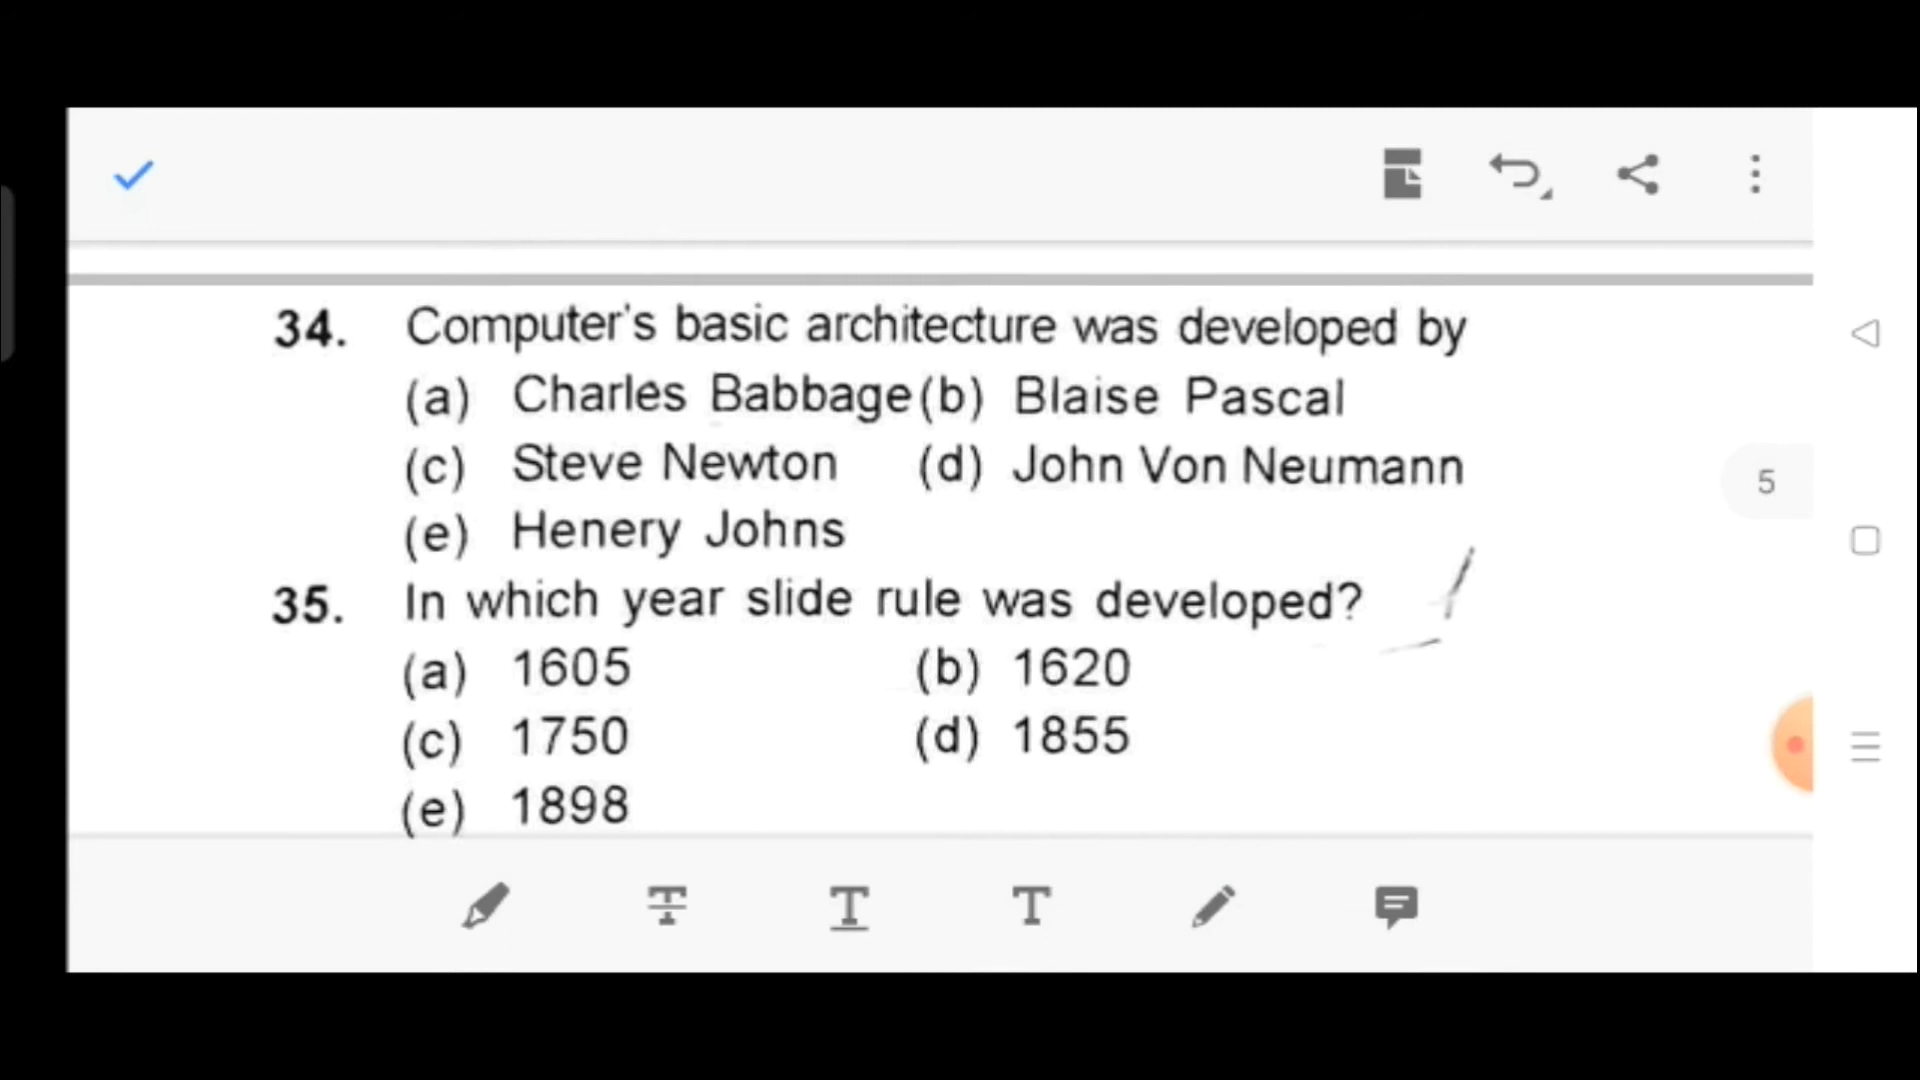 34. Computer's basic architecture was developed by
(a) Charles Babbage (b) Blaise Pascal
(c) Steve Newton (d) John Von Neumann
(e) Henery Johns
5
35. In which year slide rule was developed?
(a) 1605 (b) 1620
(c) 1750 (d) 1855
(e) 1898
T T T